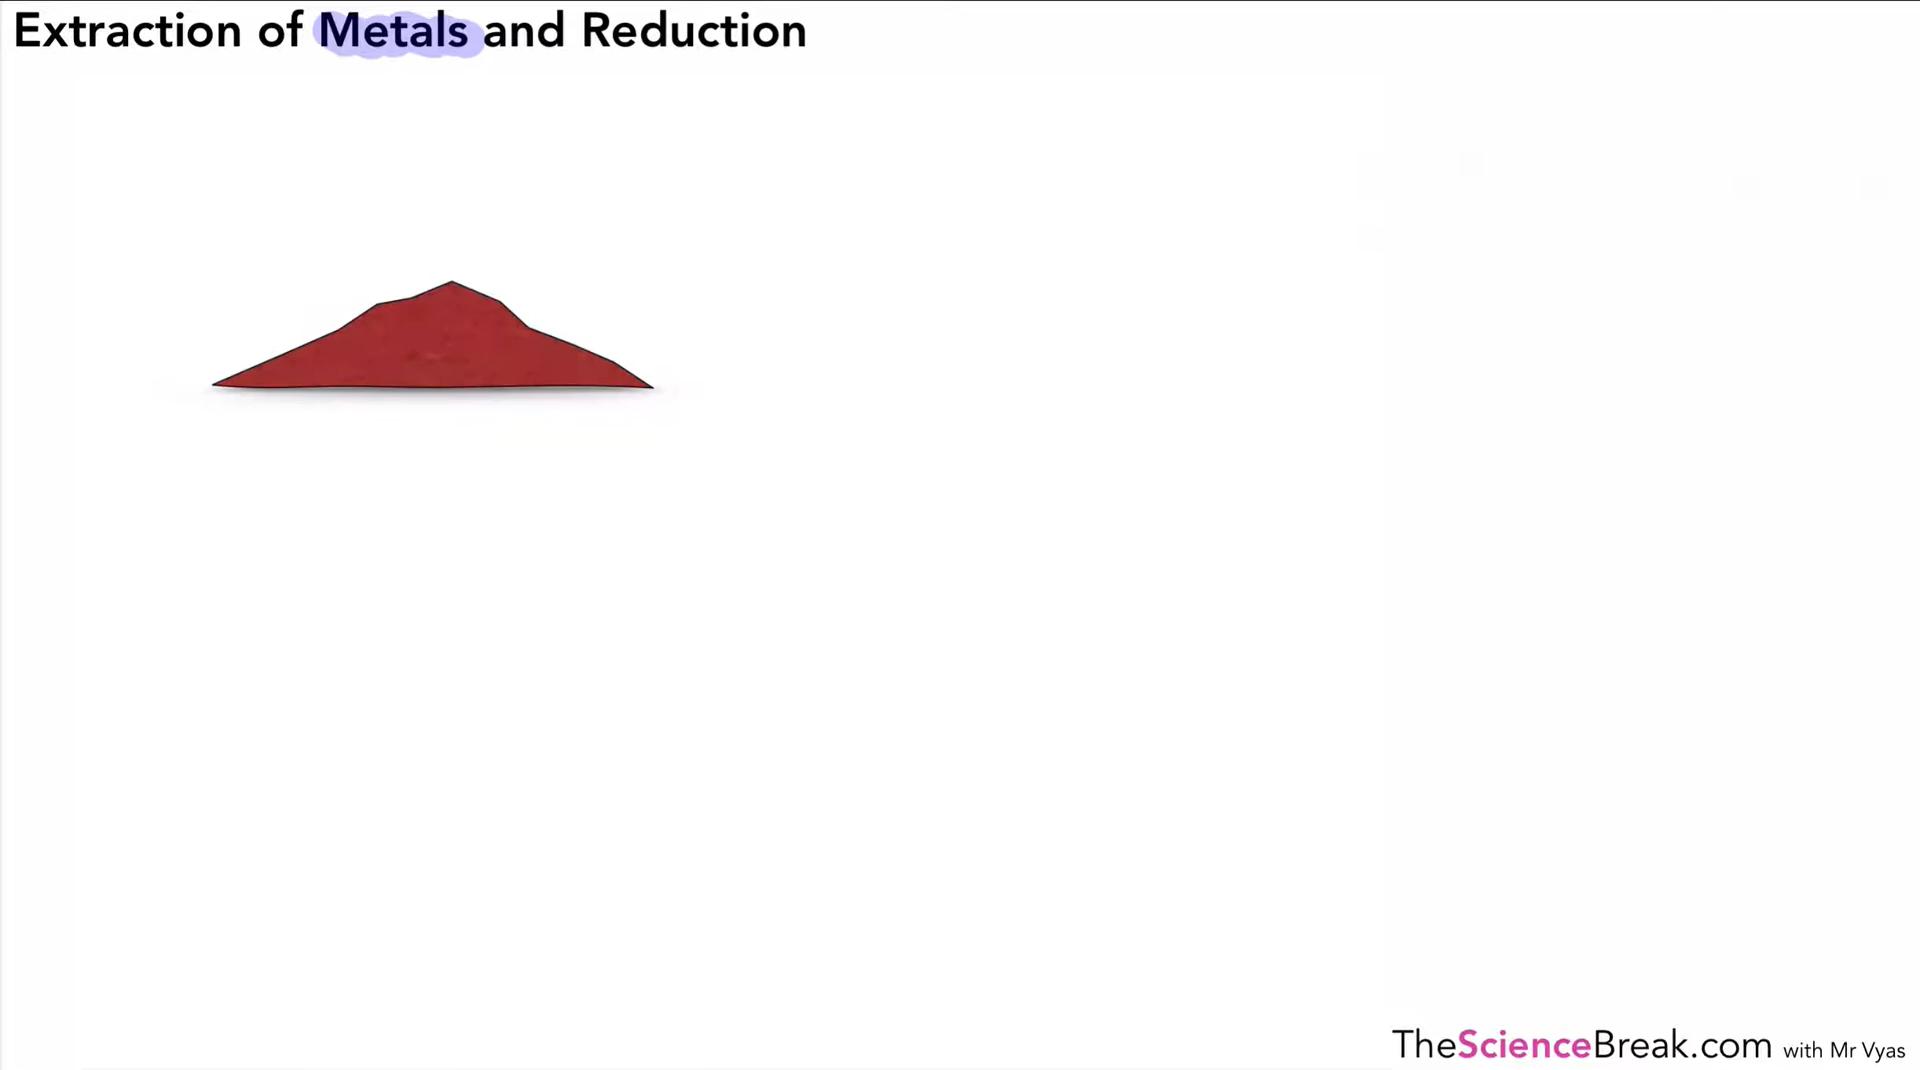 Extraction of Metals and Reduction
TheScienceBreak.com with Mr Vyas